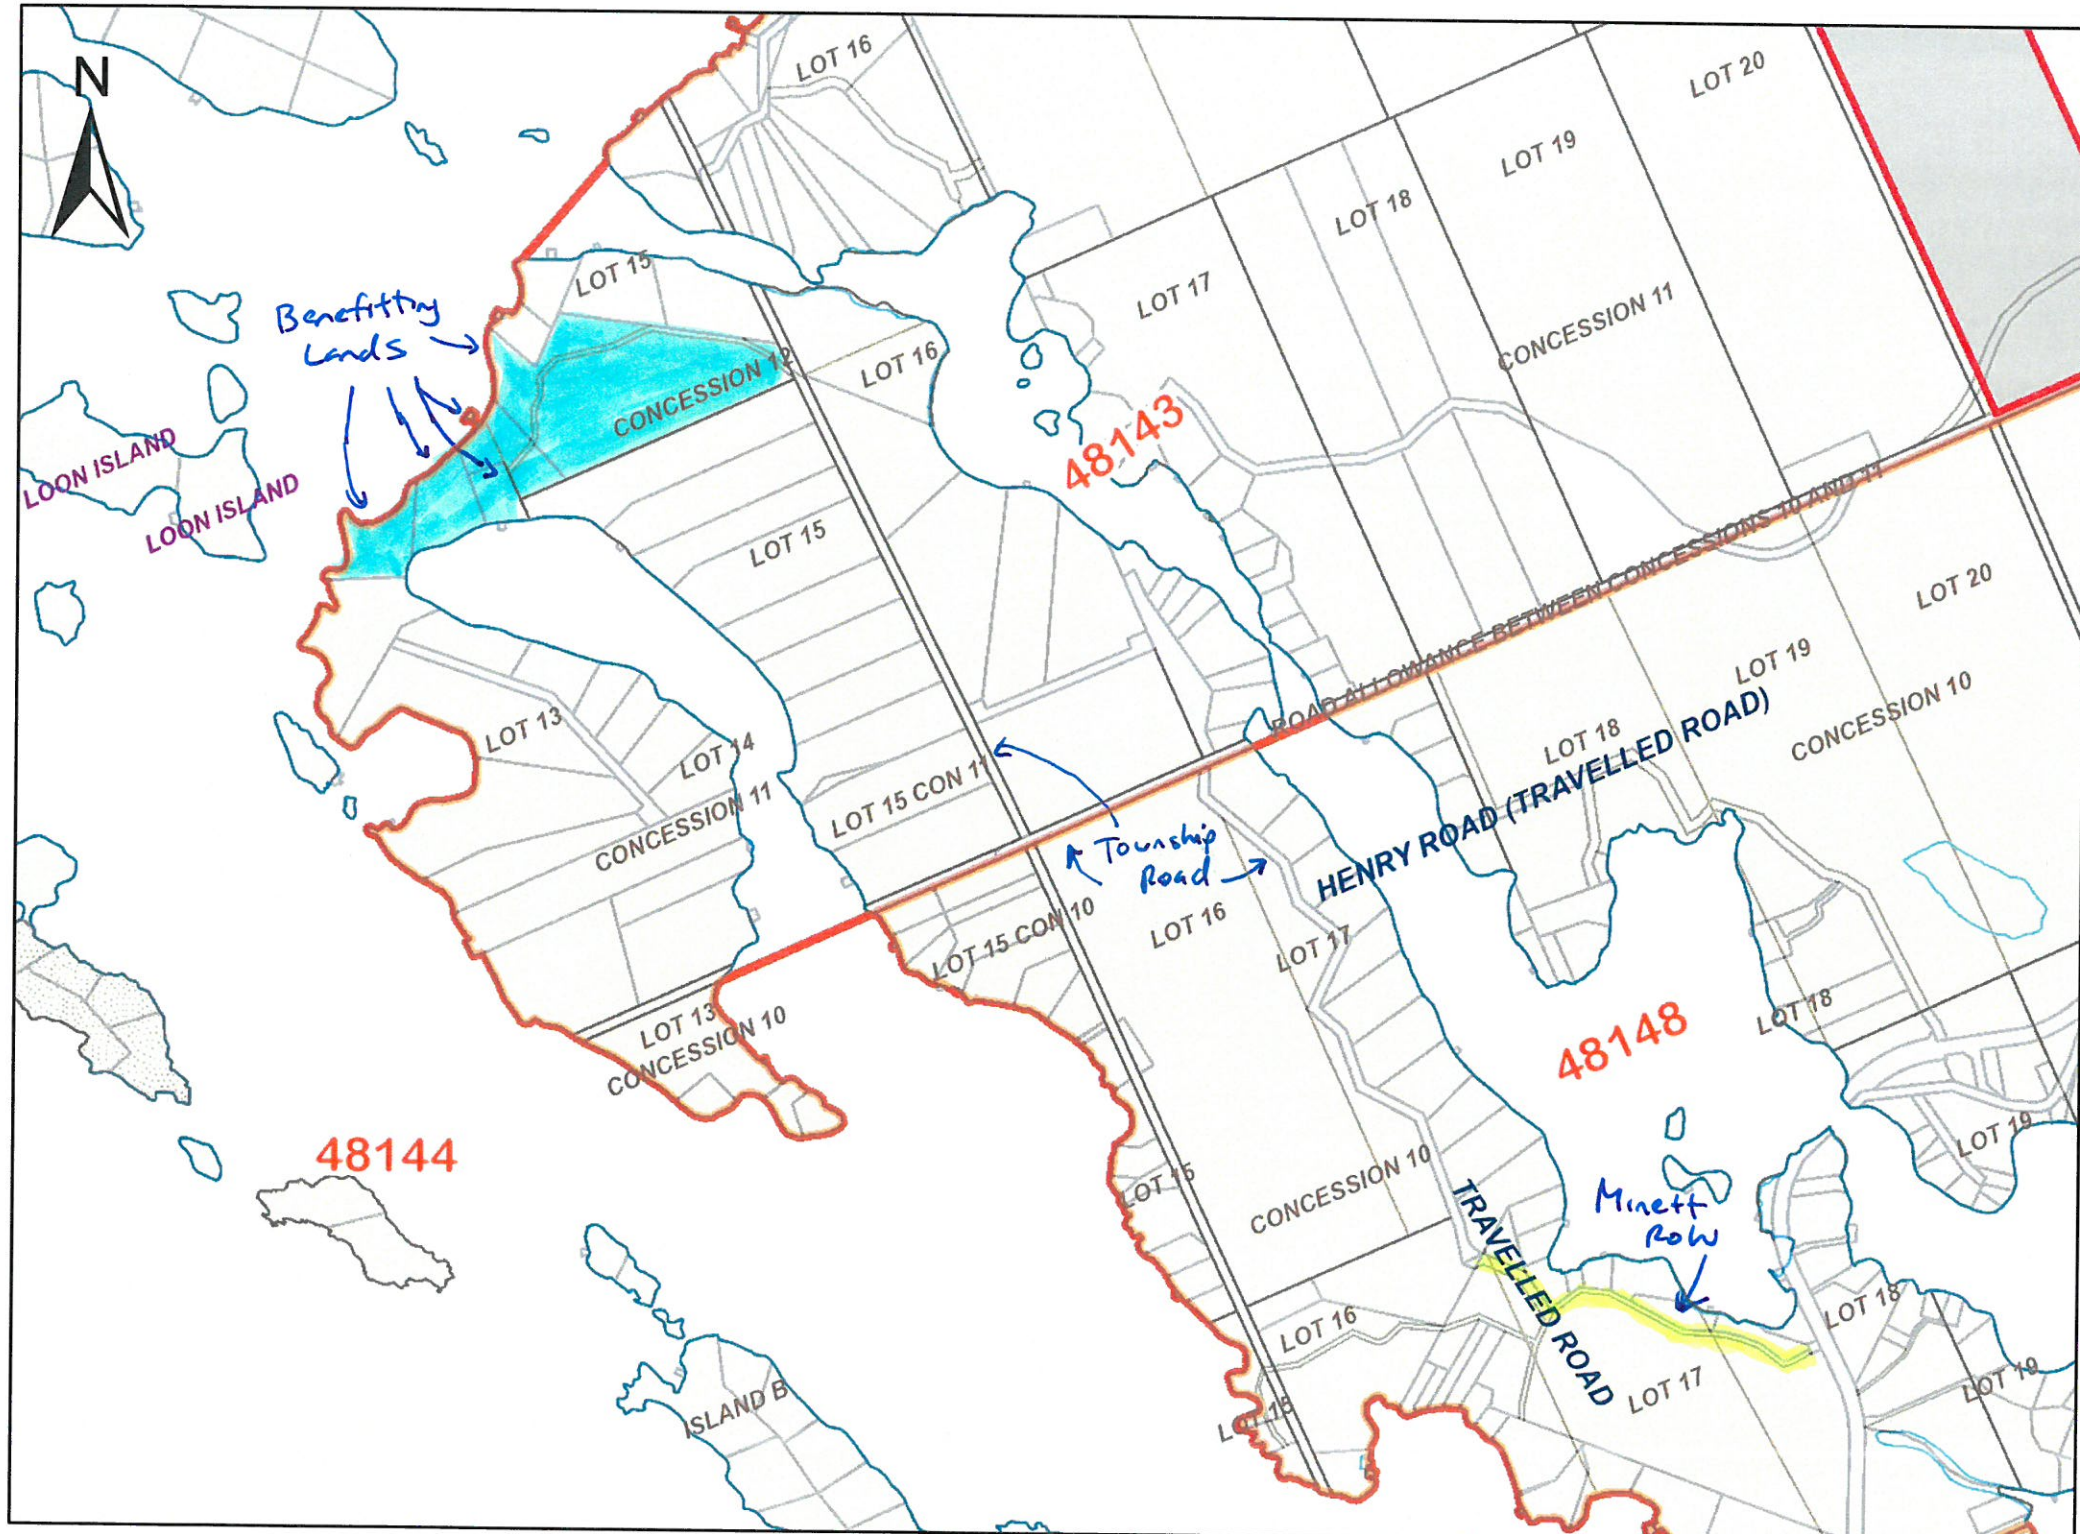 N
LOT 16
LOT 20
LOT 19
LOT 18
LOT 17
LOT 15
CONCESSION 11
Benefitting
Lands
LOT 16
CONCESSION 12
48143
LOON ISLAND
LOON ISLAND
LOT 15
ROAD ALLOWANCE BETWEEN CONCESSIONS 10 AND 11
LOT 20
LOT 19
LOT 18
CONCESSION 10
HENRY ROAD (TRAVELLED ROAD)
LOT 13
LOT 14
CONCESSION 11
LOT 15 CON 11
Township
Road
LOT 15 CON 10
LOT 16
LOT 17
LOT 13
CONCESSION 10
48148
LOT 18
LOT 19
48144
LOT 15
CONCESSION 10
TRAVELLED ROAD
Minett
Row
LOT 16
LOT 18
LOT 17
LOT 19
ISLAND B
LOT 15